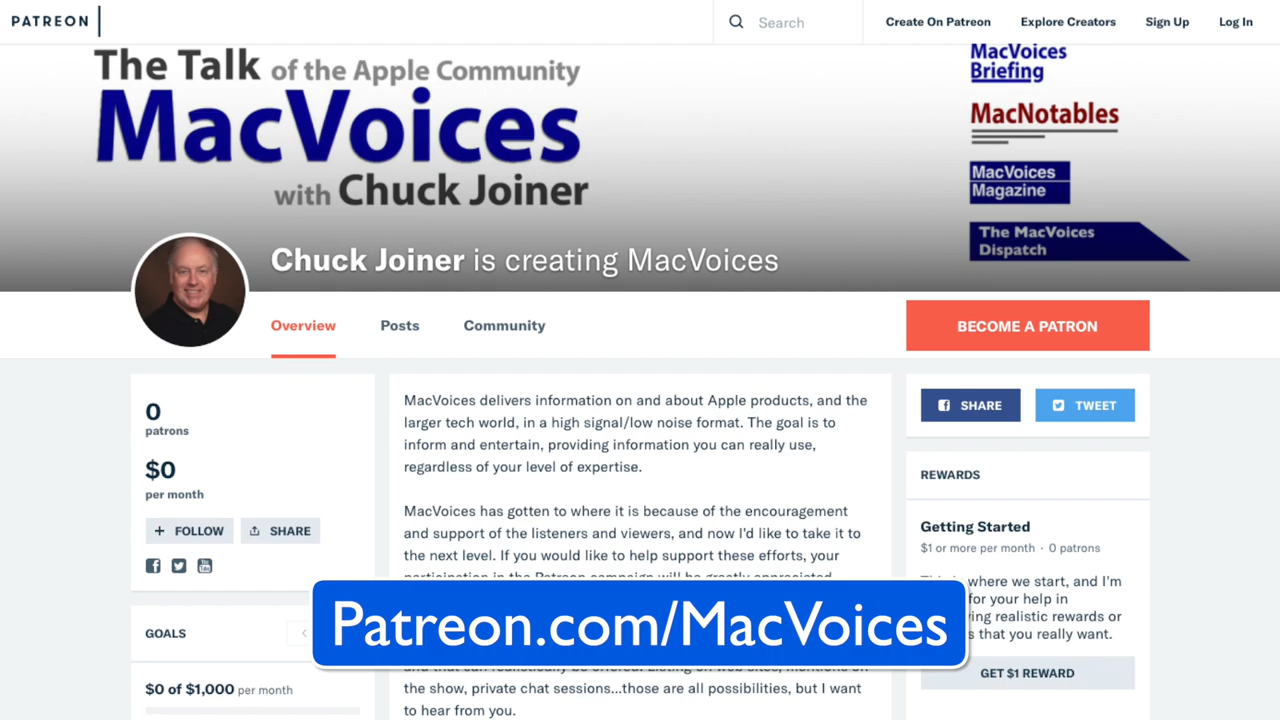 PATREON
Search
Create On Patreon
Explore Creators
Sign Up
Log In
The Talk of the Apple Community
MacVoices
with Chuck Joiner
MacVoices
Briefing
MacNotables
MacVoices
Magazine
The MacVoices
Dispatch
Chuck Joiner is creating MacVoices
Overview
Posts
Community
BECOME A PATRON
0
patrons
$0
per month
+ FOLLOW
SHARE
GOALS
$0 of $1,000 per month
MacVoices delivers information on and about Apple products, and the
larger tech world, in a high signal/low noise format. The goal is to
inform and entertain, providing information you can really use,
regardless of your level of expertise.
MacVoices has gotten to where it is because of the encouragement
and support of the listeners and viewers, and now I'd like to take it to
the next level. If you would like to help support these efforts, your
participation in the Patreon campaign will be greatly appreciated
Patreon.com/MacVoices
the show, private chat sessions...those are all possibilities, but I want
to hear from you.
SHARE
TWEET
REWARDS
Getting Started
$1 or more per month · 0 patrons
where we start, and I'm
for your help in
realistic rewards or
that you really want.
GET $1 REWARD